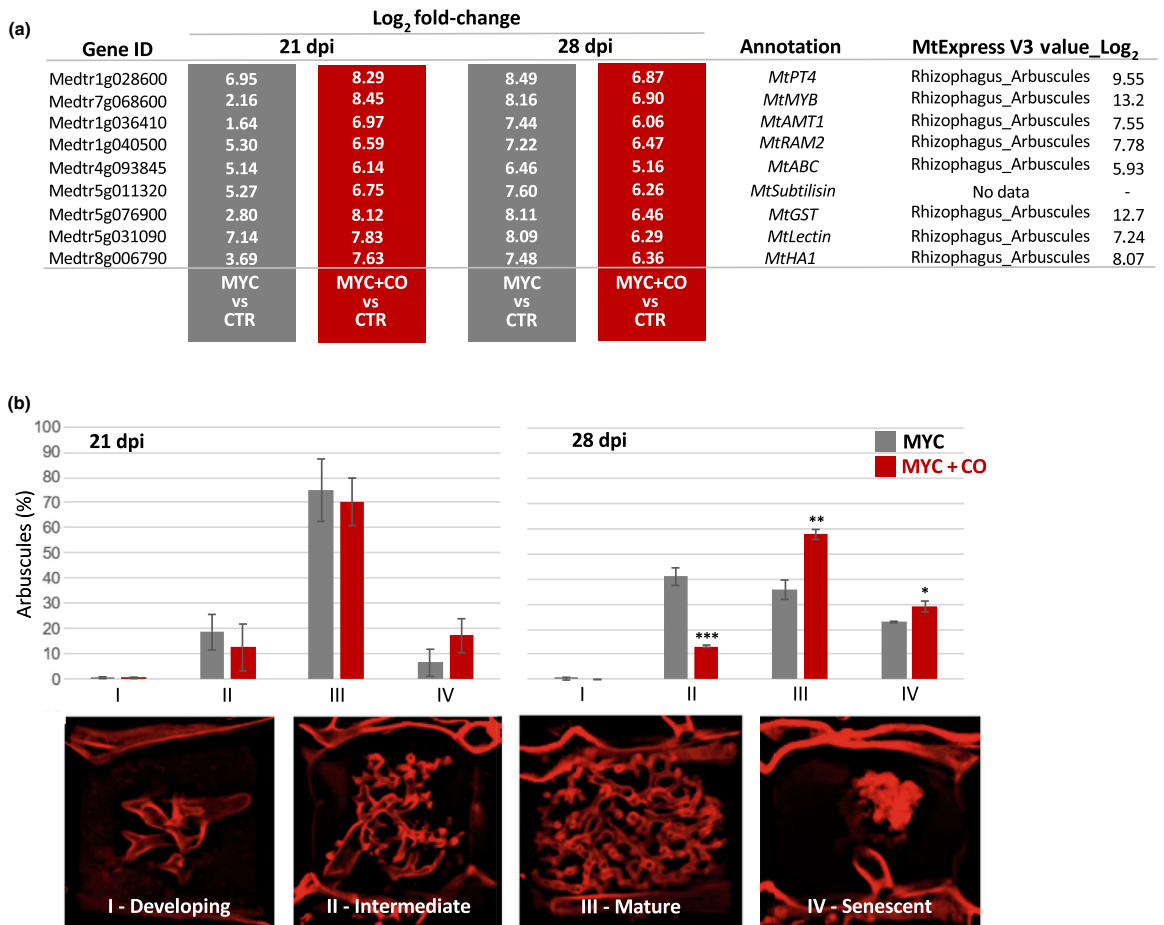 (a)
Log2 fold-change
Gene ID 21 dpi 28 dpi Annotation MtExpress V3 value_Log2
Medtr1g028600 6.95 8.29 8.49 6.87 MtPT4 Rhizophagus_Arbuscules 9.55
Medtr7g068600 2.16 8.45 8.16 6.90 MtMYB Rhizophagus_Arbuscules 13.2
Medtr1g036410 1.64 6.97 7.44 6.06 MtAMT1 Rhizophagus_Arbuscules 7.55
Medtr1g040500 5.30 6.59 7.22 6.47 MtRAM2 Rhizophagus_Arbuscules 7.78
Medtr4g093845 5.14 6.14 6.46 5.16 MtABC Rhizophagus_Arbuscules 5.93
Medtr5g011320 5.27 6.75 7.60 6.26 MtSubtilisin No data -
Medtr5g076900 2.80 8.12 8.11 6.46 MtGST Rhizophagus_Arbuscules 12.7
Medtr5g031090 7.14 7.83 8.09 6.29 MtLectin Rhizophagus_Arbuscules 7.24
Medtr8g006790 3.69 7.63 7.48 6.36 MtHA1 Rhizophagus_Arbuscules 8.07
MYC MYC+CO MYC MYC+CO
vs vs vs vs
CTR CTR CTR CTR
(b)
Arbuscules (%)
100
90
80
70
60
50
40
30
20
10
0
21 dpi
I II III IV
28 dpi
MYC
MYC + CO
***
**
*
I II III IV
I - Developing
II - Intermediate
III - Mature
IV - Senescent